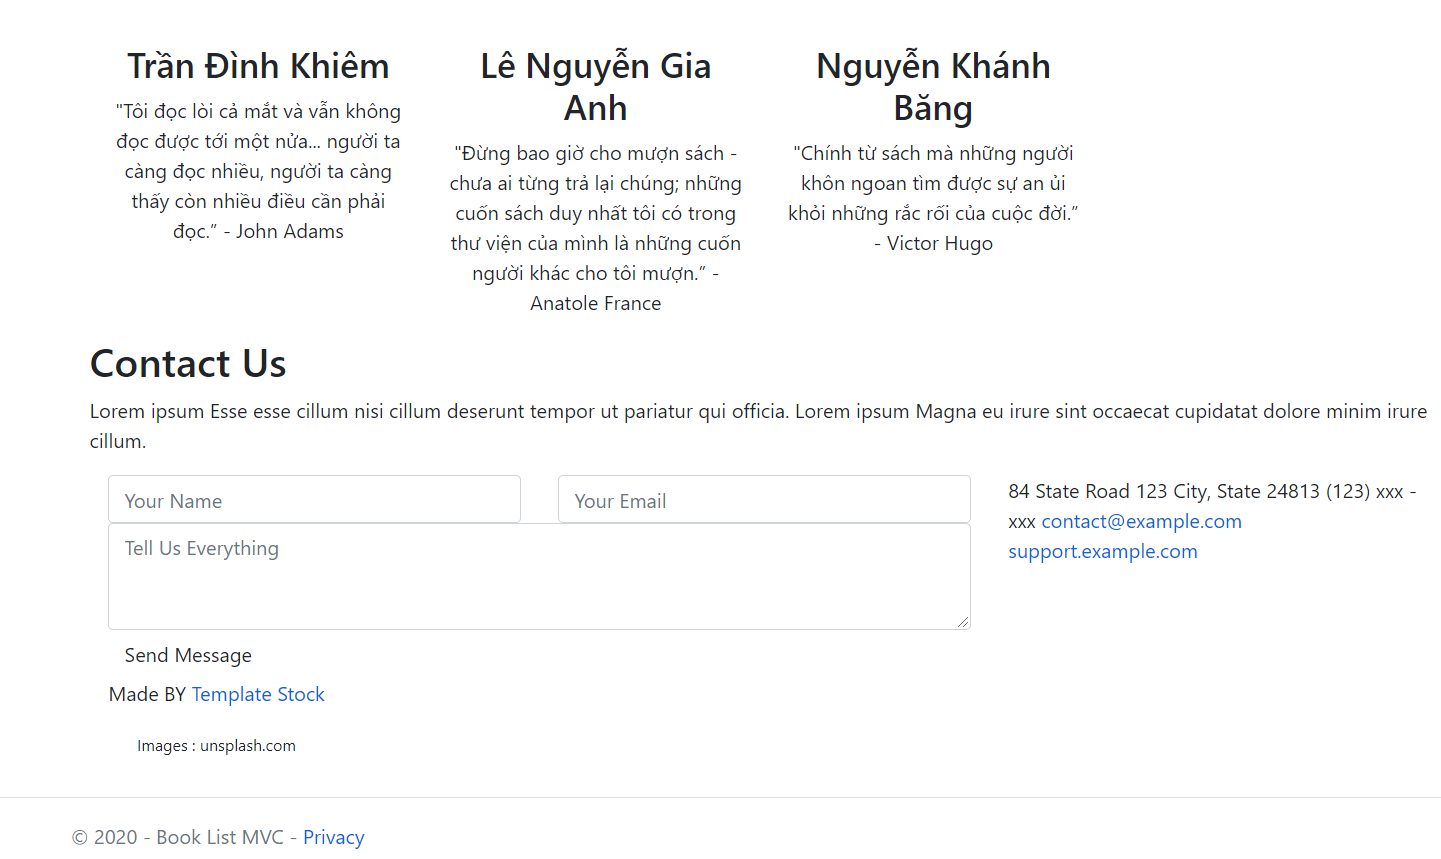 Trần Đình Khiêm
"Tôi đọc lòi cả mắt và vẫn không
đọc được tới một nửa... người ta
càng đọc nhiều, người ta càng
thấy còn nhiều điều cần phải
đọc.” - John Adams
Lê Nguyễn Gia
Anh
"Đừng bao giờ cho mượn sách -
chưa ai từng trả lại chúng; những
cuốn sách duy nhất tôi có trong
thư viện của mình là những cuốn
người khác cho tôi mượn.” -
Anatole France
Nguyễn Khánh
Băng
"Chính từ sách mà những người
khôn ngoan tìm được sự an ủi
khỏi những rắc rối của cuộc đời.”
- Victor Hugo
Contact Us
Lorem ipsum Esse esse cillum nisi cillum deserunt tempor ut pariatur qui officia. Lorem ipsum Magna eu irure sint occaecat cupidatat dolore minim irure
cillum.
Your Name
Your Email
Tell Us Everything
Send Message
84 State Road 123 City, State 24813 (123) xxx -
xxx contact@example.com
support.example.com
Made BY Template Stock
Images : unsplash.com
© 2020 - Book List MVC - Privacy